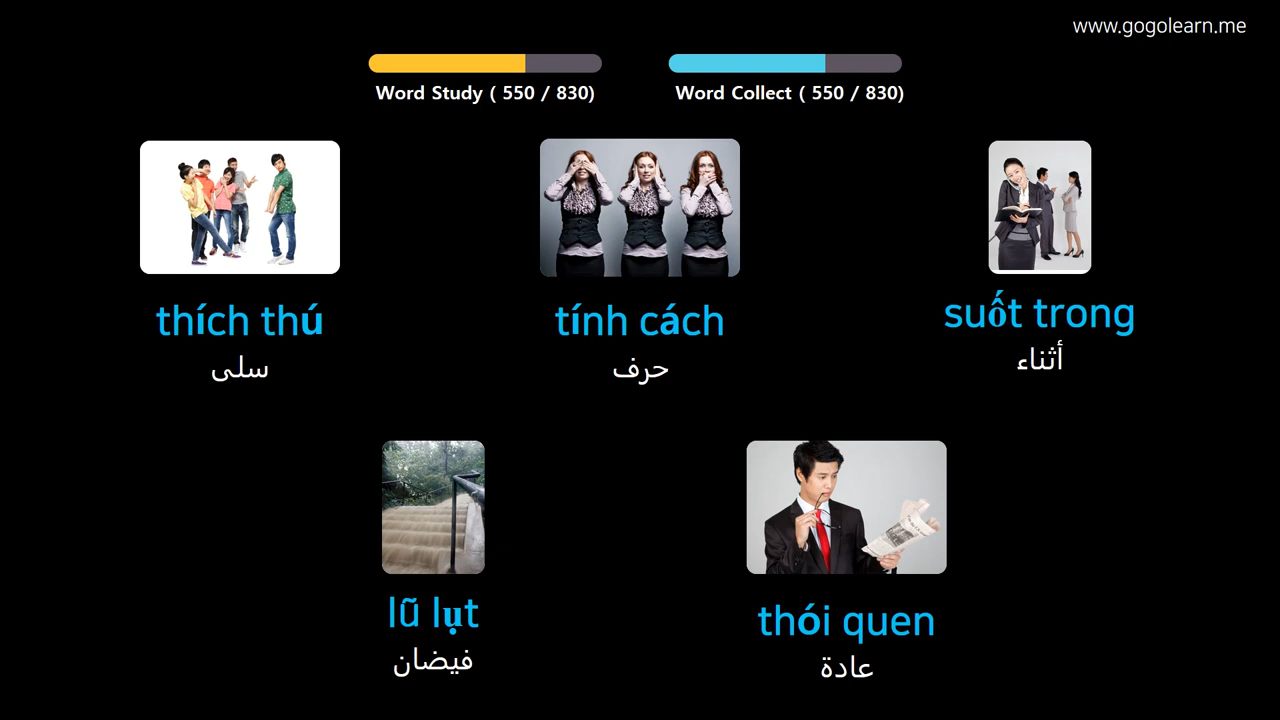 www.gogolearn.me
Word Study ( 550 / 830)
Word Collect ( 550 / 830)
thích thú
سلى
tính cách
حرف
suốt trong
أثناء
lũ lụt
فيضان
thói quen
عادة